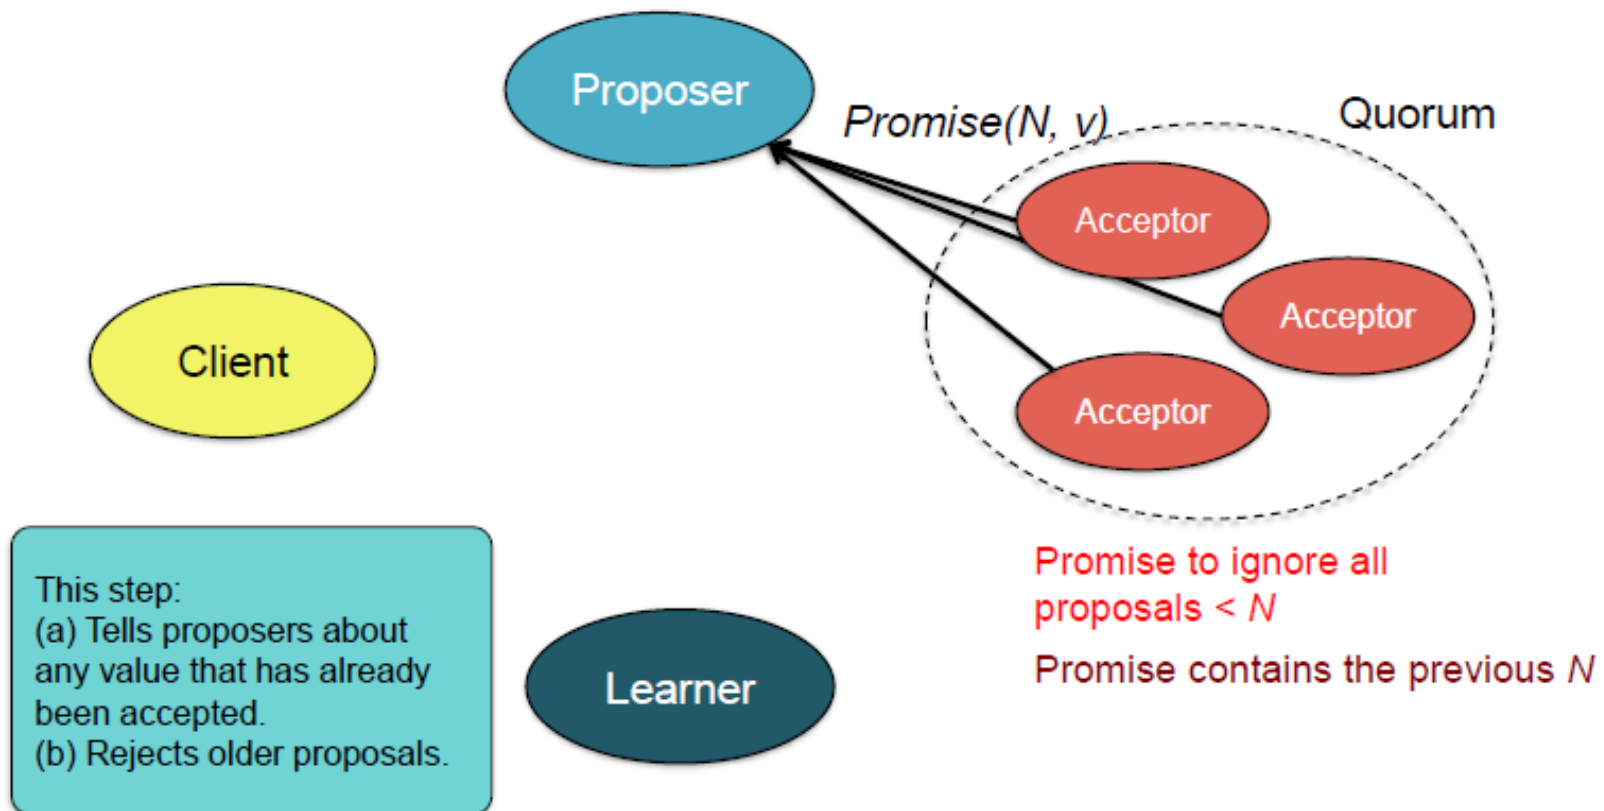 Proposer
Promise(N, v)
Quorum
Acceptor
Acceptor
Acceptor
Client
This step:
(a) Tells proposers about
any value that has already
been accepted.
(b) Rejects older proposals.
Learner
Promise to ignore all
proposals < N
Promise contains the previous N